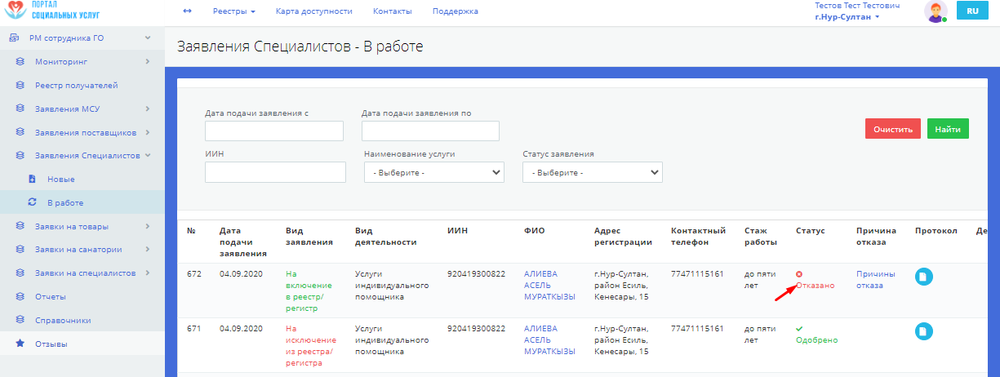 ПОРТАЛ
СОЦИАЛЬНЫХ УСЛУГ
Реестры
Карта доступности
Контакты
Поддержка
Тестов Тест Тестович
г.Нур-Султан
RU
РМ сотрудника ГО
Мониторинг
Реестр получателей
Заявления МСУ
Заявления поставщиков
Заявления Специалистов
Новые
В работе
Заявки на товары
Заявки на санатории
Заявки на специалистов
Отчеты
Справочники
Отзывы
Заявления Специалистов - В работе
Дата подачи заявления с
Дата подачи заявления по
Очистить
Найти
ИИН
Наименование услуги
Статус заявления
- Выберите -
- Выберите -
№
Дата
подачи
заявления
Вид
заявления
Вид
деятельности
ИИН
ФИО
Адрес
регистрации
Контактный
телефон
Стаж
работы
Статус
Причина
отказа
Протокол
Де
672
04.09.2020
На
включение
в реестр/
регистр
Услуги
индивидуального
помощника
920419300822
АЛИЕВА
АСЕЛЬ
МУРАТКЫЗЫ
г.Нур-Султан,
район Есиль,
Кенесары, 15
77471115161
до пяти
лет
Отказано
Причины
отказа
671
04.09.2020
На
исключение
из реестра/
регистра
Услуги
индивидуального
помощника
920419300822
АЛИЕВА
АСЕЛЬ
МУРАТКЫЗЫ
г.Нур-Султан,
район Есиль,
Кенесары, 15
77471115161
до пяти
лет
Одобрено